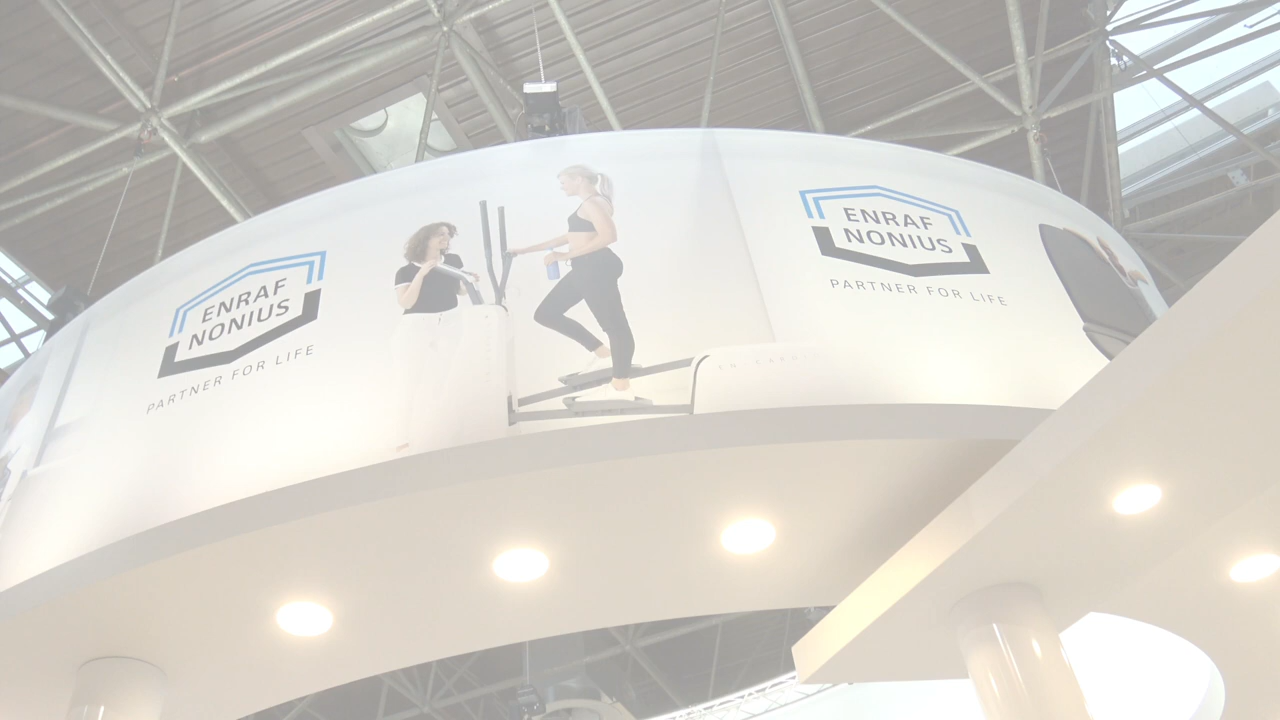 ENRAF
NONIUS
PARTNER FOR LIFE
ENRAF
NONIUS
PARTNER FOR LIFE